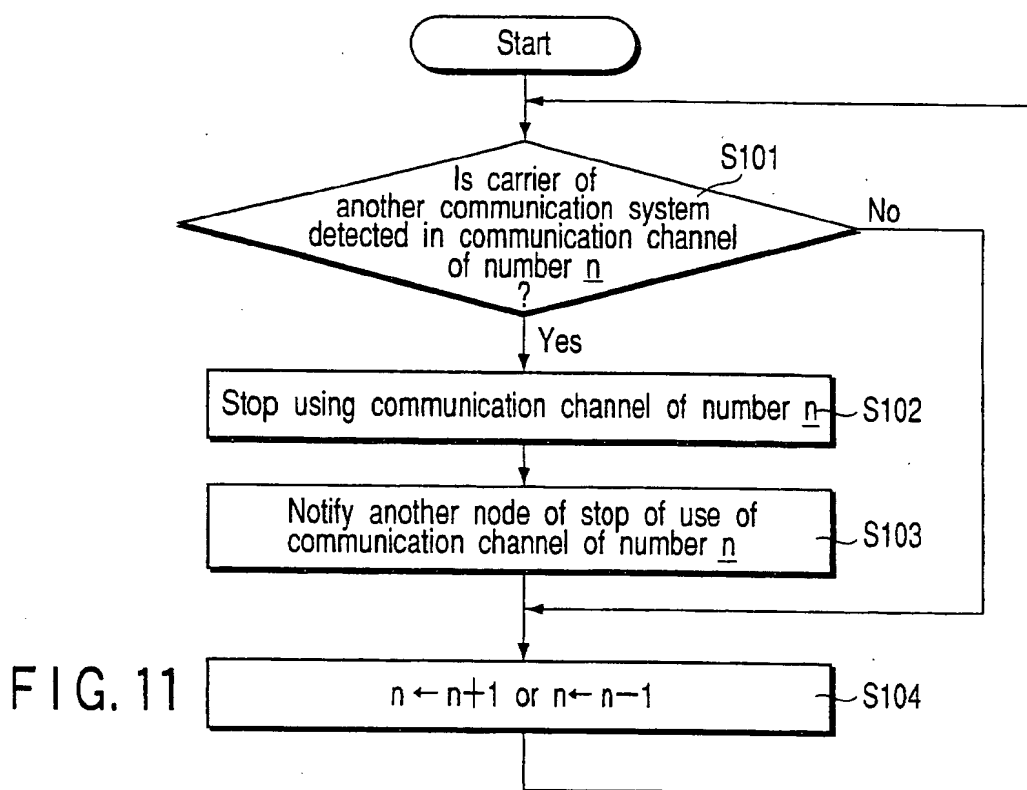 Start
S101
Is carrier of
another communication system
detected in communication channel
of number n
?
No
Yes
Stop using communication channel of number n
S102
Notify another node of stop of use of
communication channel of number n
S103
FIG. 11
n ← n+1 or n ← n−1
S104